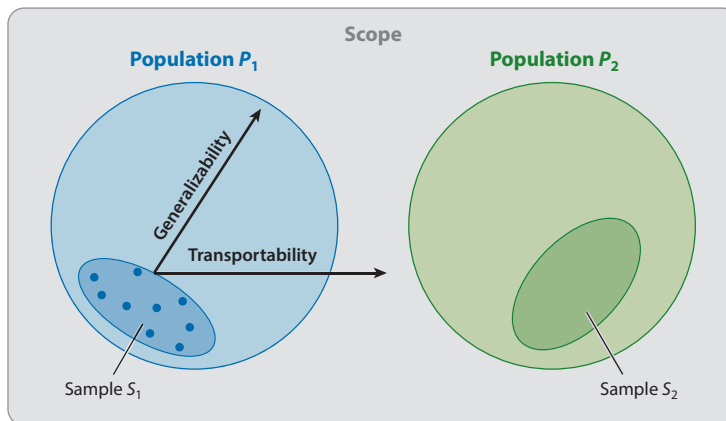 Scope
Population P₁
Population P₂
Generalizability
Transportability
Sample S₁
Sample S₂